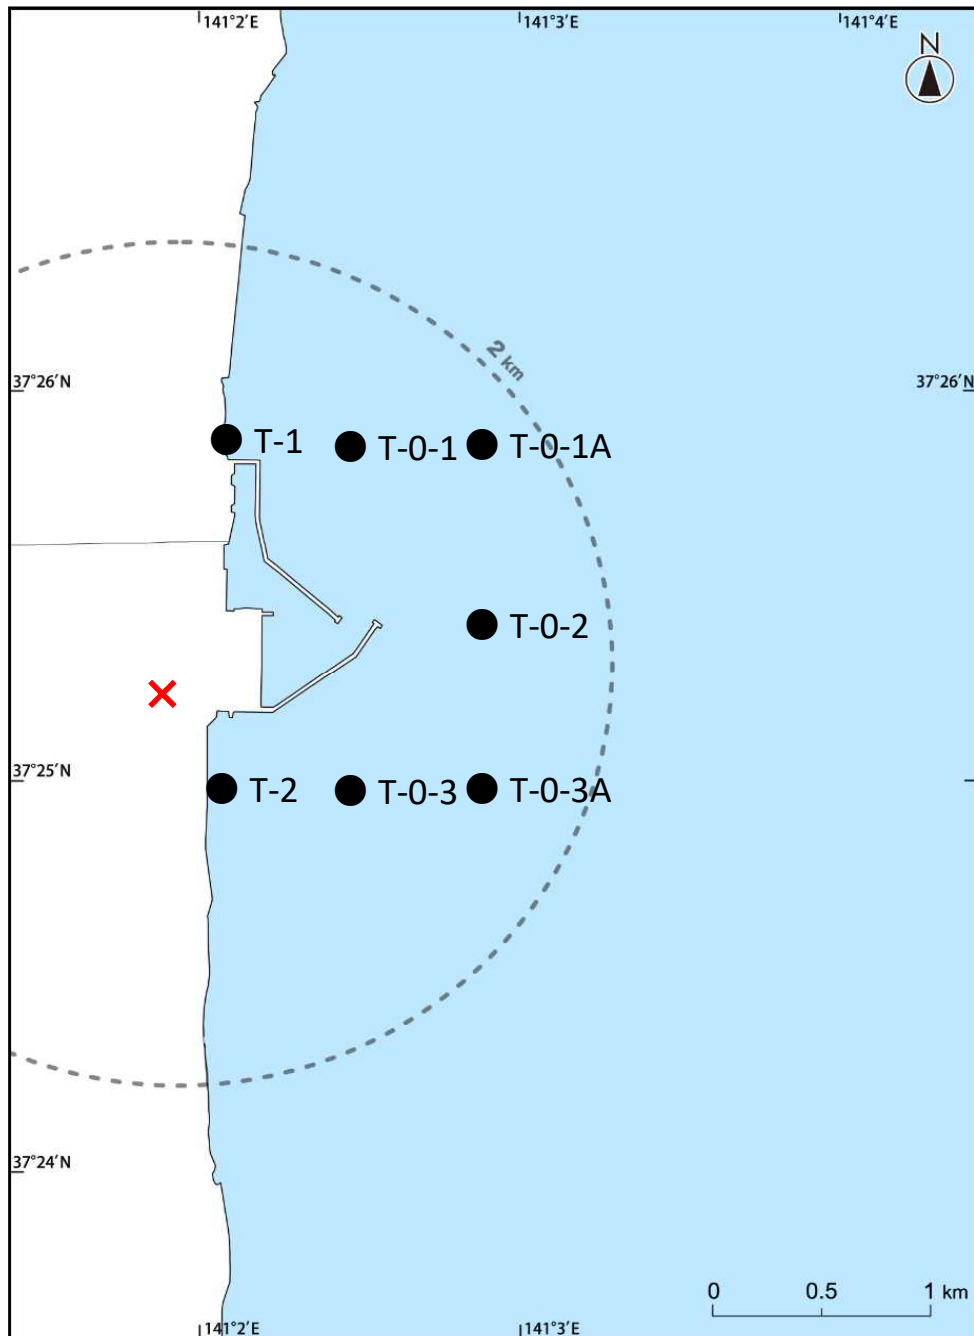 141°2′E
141°3′E
141°4′E
N
2 km
37°26′N
37°26′N
T-1
T-0-1
T-0-1A
T-0-2
37°25′N
T-2
T-0-3
T-0-3A
37°24′N
0 0.5 1 km
141°2′E
141°3′E